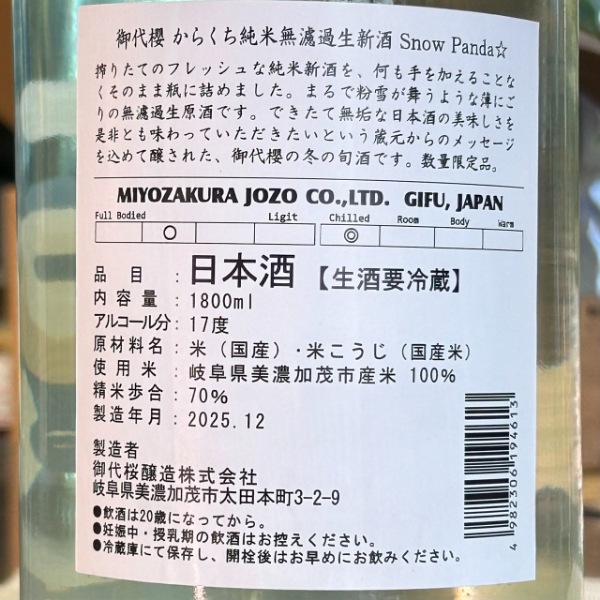 御代櫻 からくち純米無濾過生新酒 Snow Panda☆
搾りたてのフレッシュな純米新酒を、何も手を加えることな
くそのまま瓶に詰めました。まるで粉雪が舞うような薄にご
りの無濾過生原酒です。できたて無垢な日本酒の美味しさを
是非とも味わっていただきたいという蔵元からのメッセージ
を込めて醸された、御代櫻の冬の旬酒です。数量限定品。
MIYOZAKURA JOZO CO.,LTD. GIFU, JAPAN
Full Bodied Ligit Chilled Room Body Warm
○ ◎
品目：日本酒【生酒要冷蔵】
内容量：1800ml
アルコール分：17度
原材料名：米（国産）・米こうじ（国産米）
使用米：岐阜県美濃加茂市産米 100%
精米歩合：70%
製造年月：2025.12
製造者
御代桜醸造株式会社
岐阜県美濃加茂市太田本町3-2-9
●飲酒は20歳になってから。
●妊娠中・授乳期の飲酒はお控えください。
●冷蔵庫にて保存し、開栓後はお早めにお飲みください。
4 982306 194613